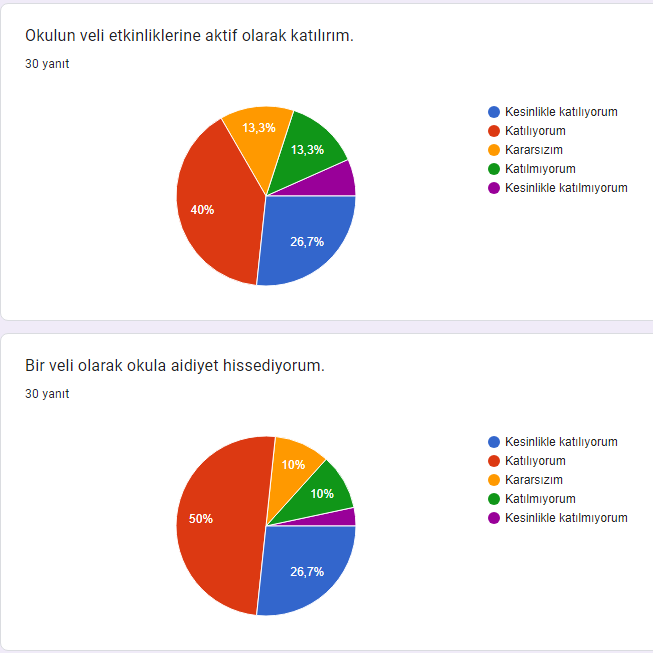 Okulun veli etkinliklerine aktif olarak katılırım.
30 yanıt
13,3%
13,3%
40%
26,7%
Kesinlikle katılıyorum
Katılıyorum
Kararsızım
Katılmıyorum
Kesinlikle katılmıyorum
Bir veli olarak okula aidiyet hissediyorum.
30 yanıt
10%
10%
50%
26,7%
Kesinlikle katılıyorum
Katılıyorum
Kararsızım
Katılmıyorum
Kesinlikle katılmıyorum